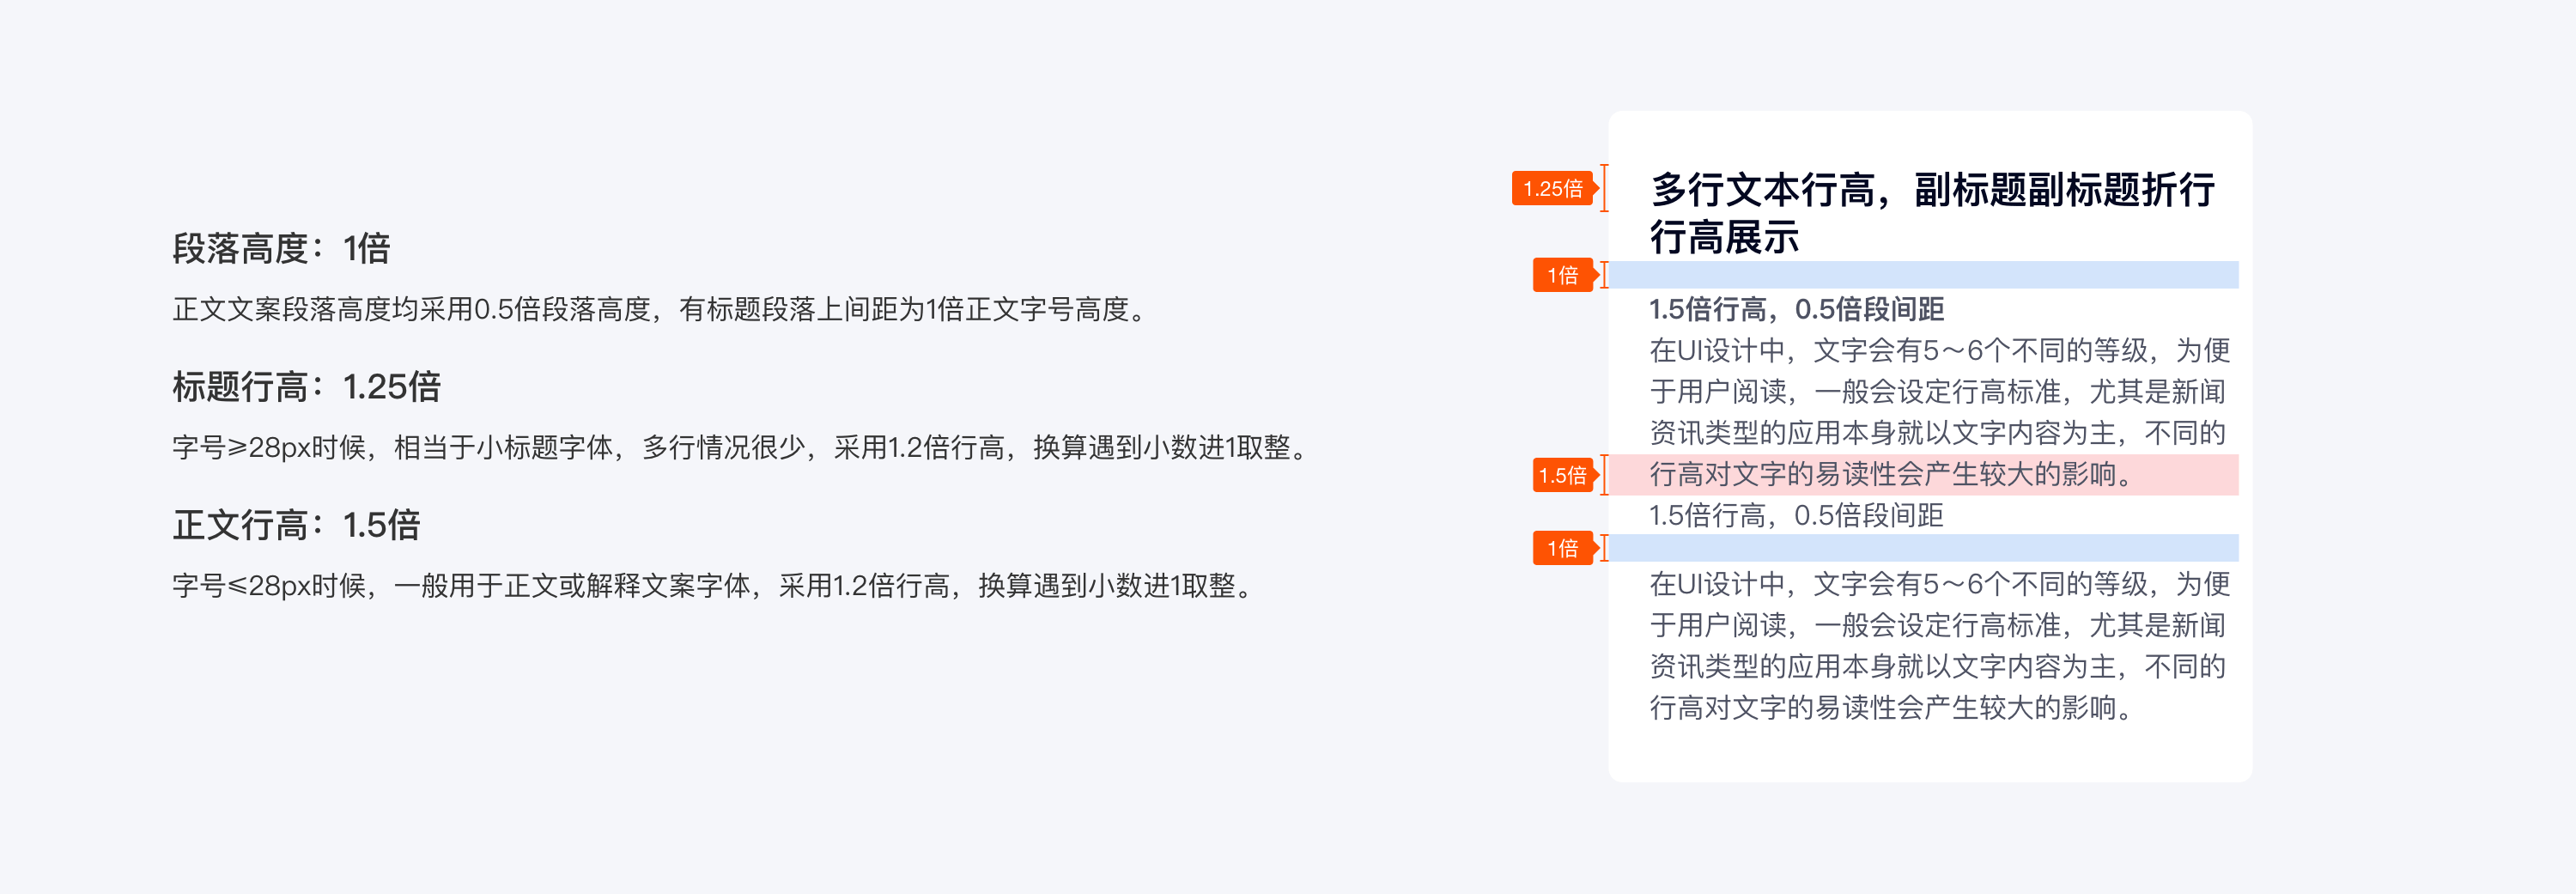 段落高度：1倍
正文文案段落高度均采用0.5倍段落高度，有标题段落上间距为1倍正文字号高度。
标题行高：1.25倍
字号≥28px时候，相当于小标题字体，多行情况很少，采用1.2倍行高，换算遇到小数进1取整。
正文行高：1.5倍
字号≤28px时候，一般用于正文或解释文案字体，采用1.2倍行高，换算遇到小数进1取整。
1.25倍
多行文本行高，副标题副标题折行
行高展示
1倍
1.5倍行高，0.5倍段间距
在UI设计中，文字会有5～6个不同的等级，为便
于用户阅读，一般会设定行高标准，尤其是新闻
资讯类型的应用本身就以文字内容为主，不同的
1.5倍
行高对文字的易读性会产生较大的影响。
1.5倍行高，0.5倍段间距
1倍
在UI设计中，文字会有5～6个不同的等级，为便
于用户阅读，一般会设定行高标准，尤其是新闻
资讯类型的应用本身就以文字内容为主，不同的
行高对文字的易读性会产生较大的影响。